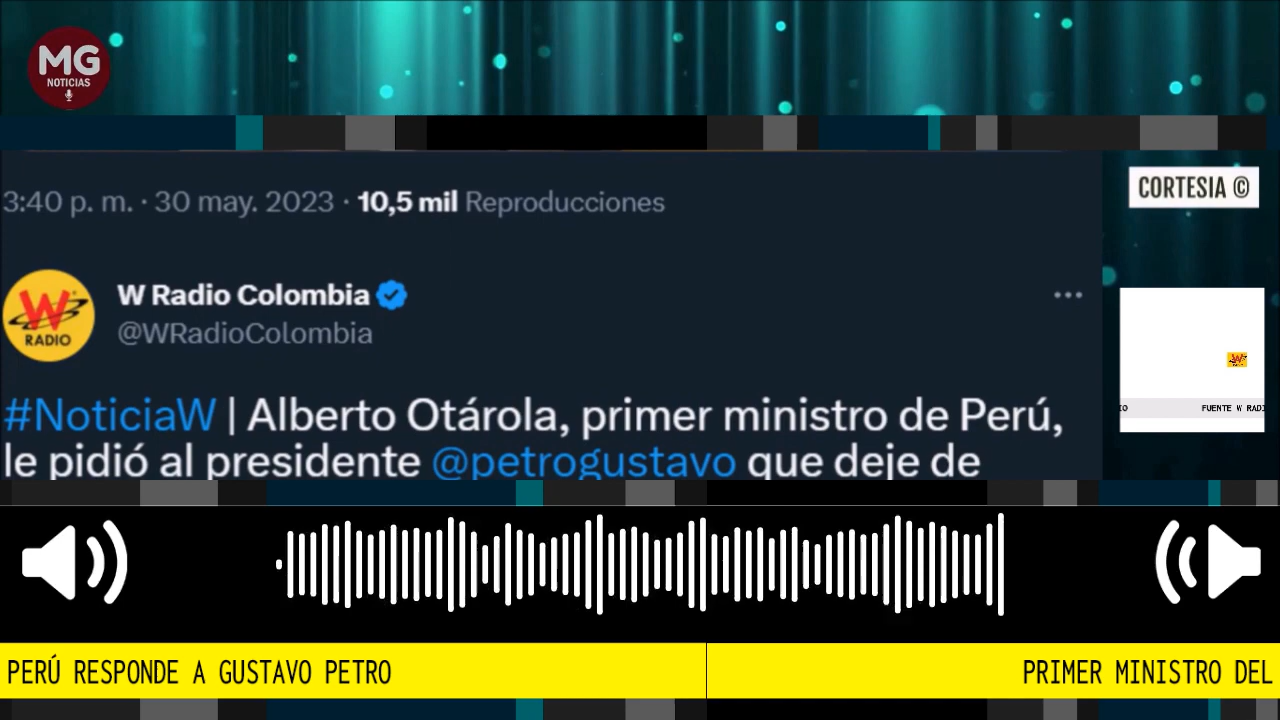 MG
NOTICIAS
3:40 p. m. · 30 may. 2023 · 10,5 mil Reproducciones
CORTESIA ©
W Radio Colombia
@WRadioColombia
W
RADIO
#NoticiaW | Alberto Otárola, primer ministro de Perú,
le pidió al presidente @petrogustavo que deje de
FUENTE W RADI
PERÚ RESPONDE A GUSTAVO PETRO
PRIMER MINISTRO DEL